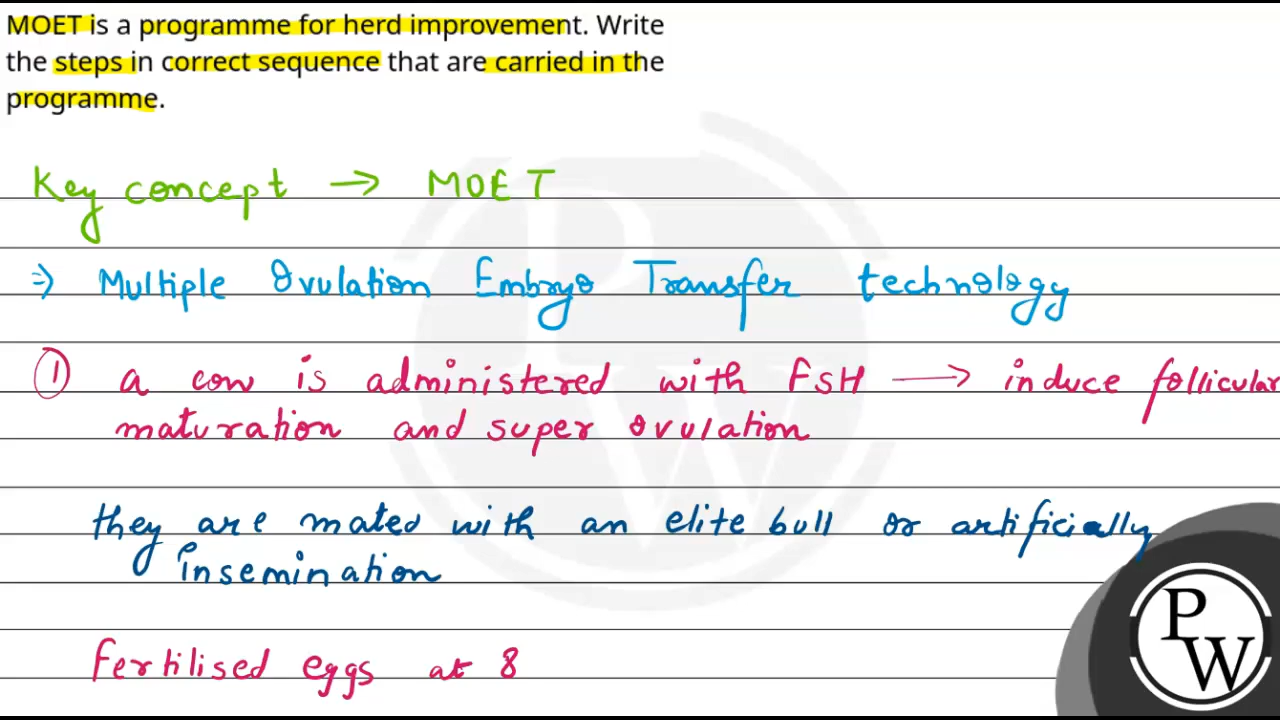 MOET is a programme for herd improvement. Write
the steps in correct sequence that are carried in the
programme.
Key concept → MOET
⇒ Multiple Ovulation Embryo Transfer technology
① a cow is administered with FSH → induce follicular
maturation and super ovulation
they are mated with an elite bull or artificially
insemination
fertilised eggs at 8
PW